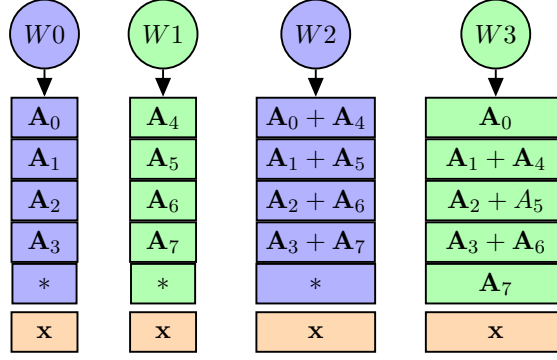 W0 W1 W2 W3
A₀ A₄ A₀ + A₄ A₀
A₁ A₅ A₁ + A₅ A₁ + A₄
A₂ A₆ A₂ + A₆ A₂ + A₅
A₃ A₇ A₃ + A₇ A₃ + A₆
* * * A₇
x x x x